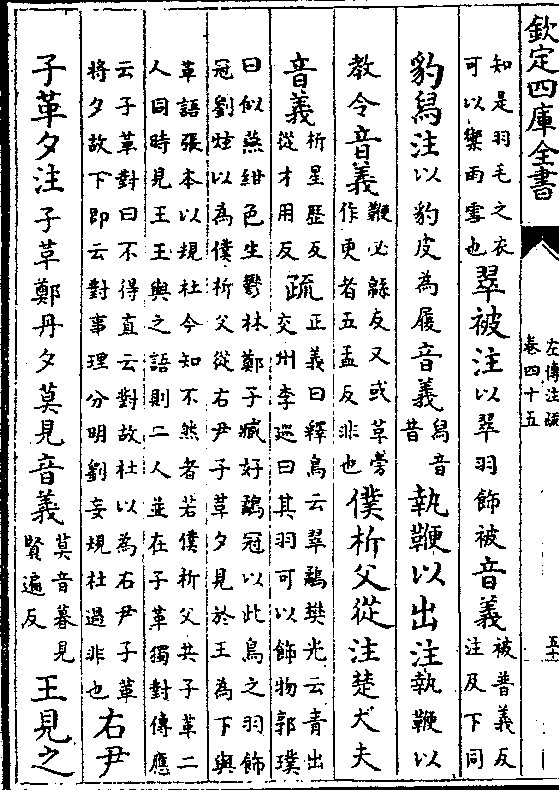 欽定四庫全書
左傳注疏
卷四十五
知是羽毛之衣
可以禦雨雪也
翠被注以翠羽飾被音義
被普義反
注及下同
豹舄注以豹皮為履音義
舄音
昔
執鞭以出注執鞭以
教令音義
鞭必緜反又或革旁
作更者五孟反非也
僕析父從注楚大夫
音義
析星歷反
從才用反
疏
正義曰釋鳥云翠鷸樊光云青出
交州李廵曰其羽可以飾物郭璞
曰似燕紺色生鬱林鄭子臧好鷸冠以此鳥之羽飾
冠劉炫以為僕析父從右尹子革夕見於王為下與
革語張本以規杜今知不然者若僕析父共子革二
人同時見王王與之語則二人並在子革獨對傳應
云子革對曰不得直云對故杜以為右尹子革
將夕故下即云對事理分明劉妄規杜過非也
右尹
子革夕注子革鄭丹夕莫見音義
莫音暮見
賢遍反
王見之